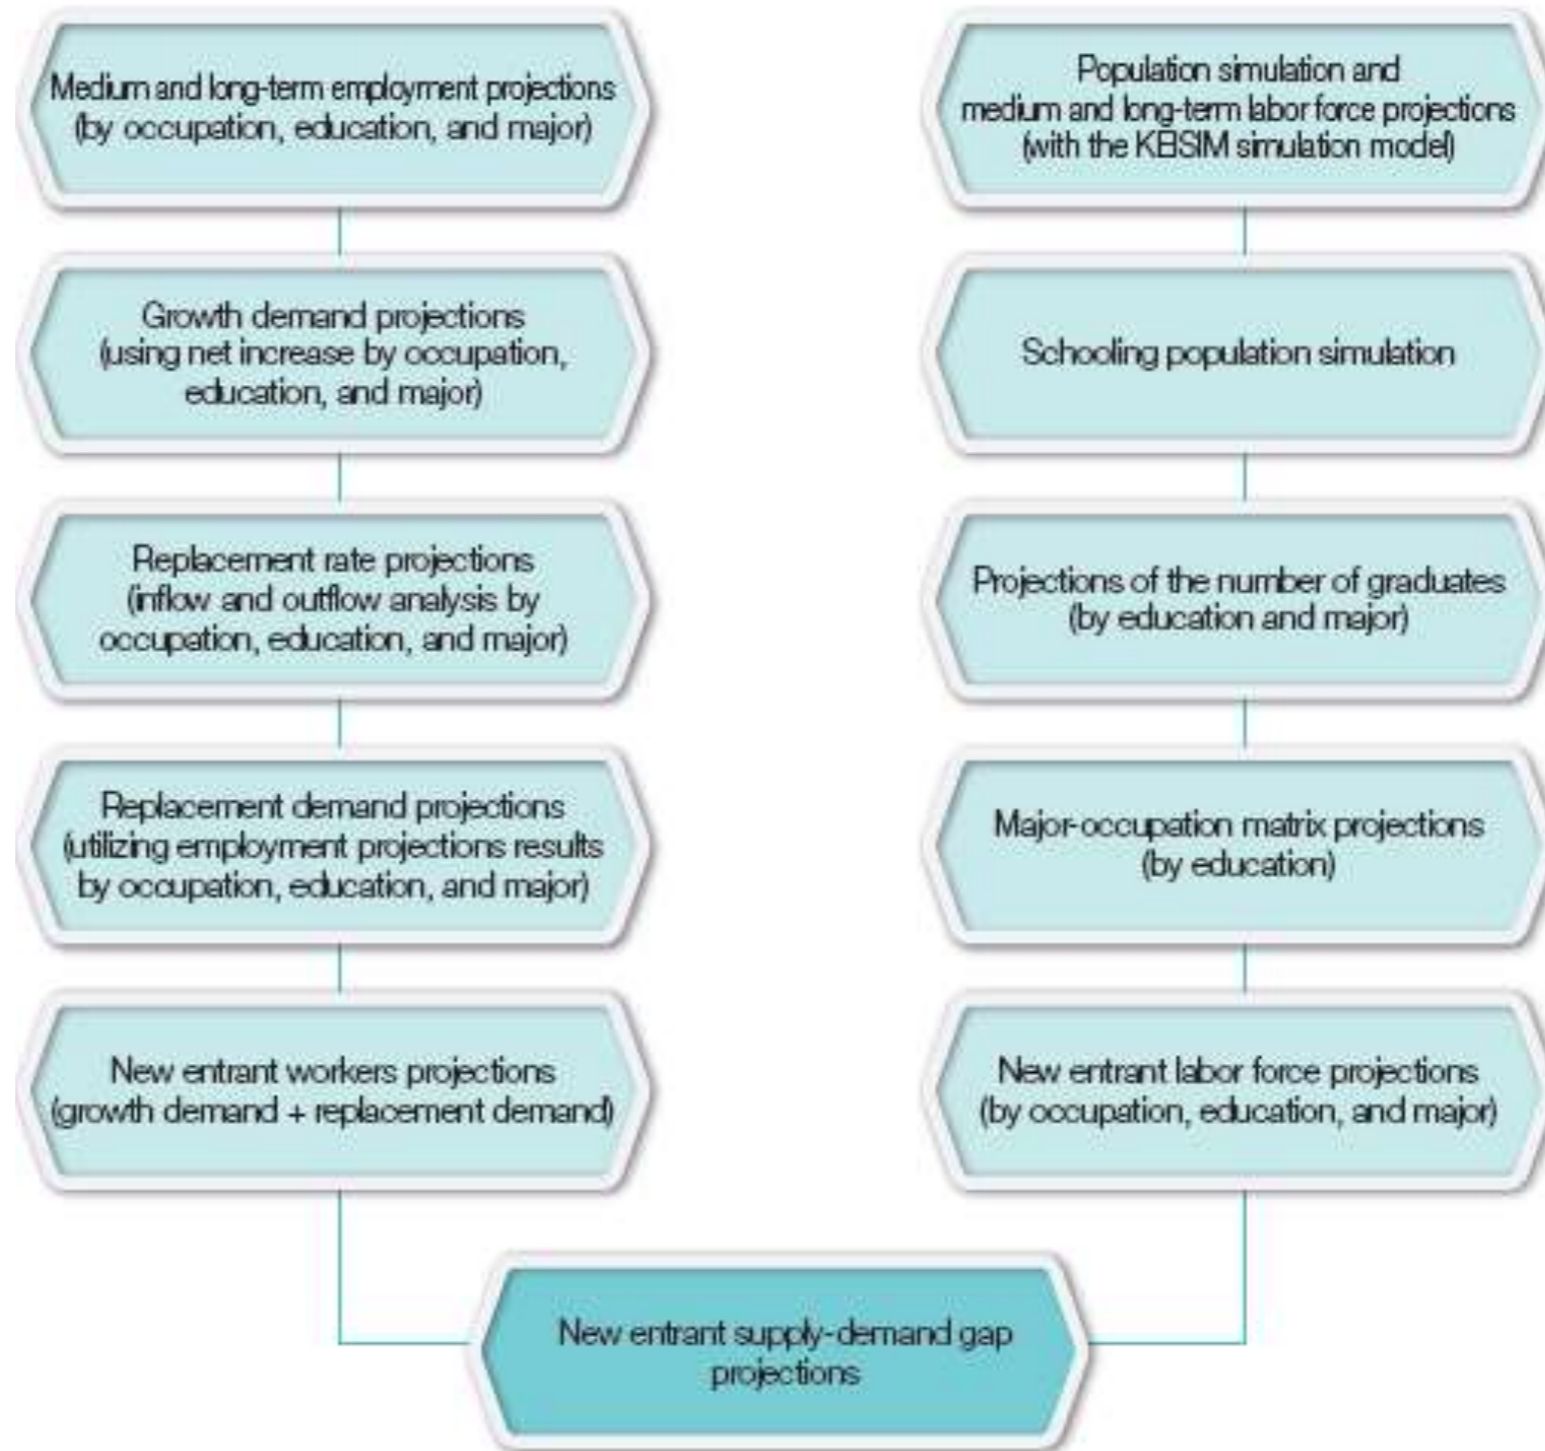 Medium and long-term employment projections
(by occupation, education, and major)
Growth demand projections
(using net increase by occupation,
education, and major)
Replacement rate projections
(inflow and outflow analysis by
occupation, education, and major)
Replacement demand projections
(utilizing employment projections results
by occupation, education, and major)
New entrant workers projections
(growth demand + replacement demand)
Population simulation and
medium and long-term labor force projections
(with the KEISIM simulation model)
Schooling population simulation
Projections of the number of graduates
(by education and major)
Major-occupation matrix projections
(by education)
New entrant labor force projections
(by occupation, education, and major)
New entrant supply-demand gap
projections